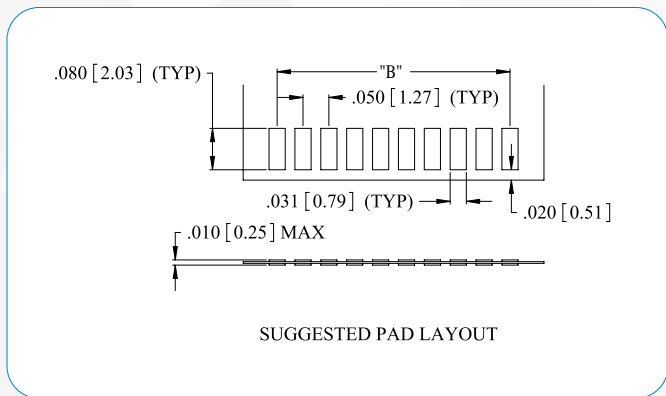 .080 [2.03] (TYP)
"B"
.050 [1.27] (TYP)
.031 [0.79] (TYP)
.020 [0.51]
.010 [0.25] MAX
SUGGESTED PAD LAYOUT